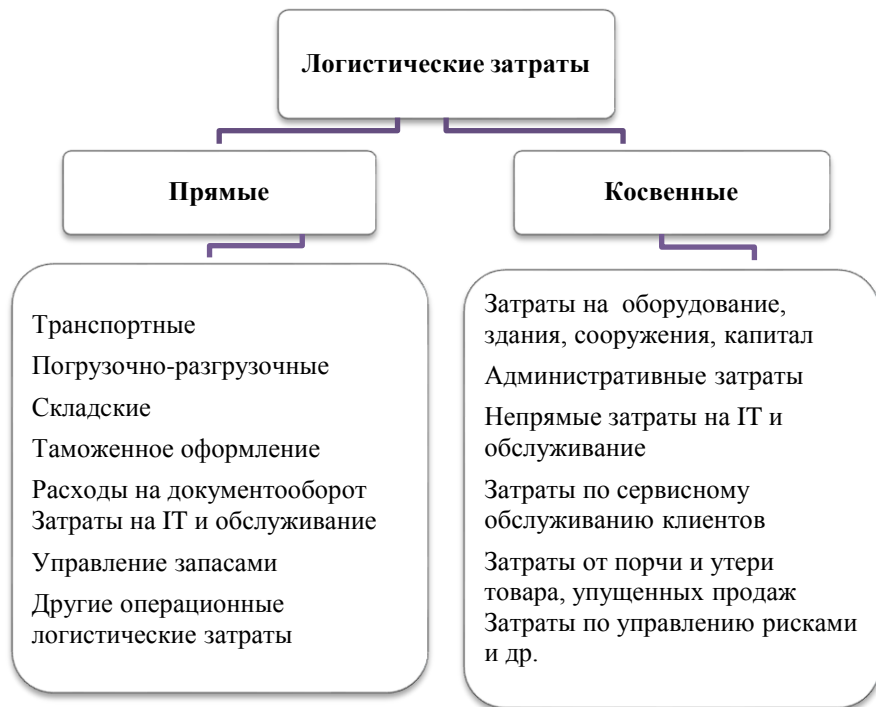 Логистические затраты
Прямые
Косвенные
Транспортные
Погрузочно-разгрузочные
Складские
Таможенное оформление
Расходы на документооборот
Затраты на IT и обслуживание
Управление запасами
Другие операционные
логистические затраты
Затраты на оборудование,
здания, сооружения, капитал
Административные затраты
Непрямые затраты на IT и
обслуживание
Затраты по сервисному
обслуживанию клиентов
Затраты от порчи и утери
товара, упущенных продаж
Затраты по управлению рисками
и др.